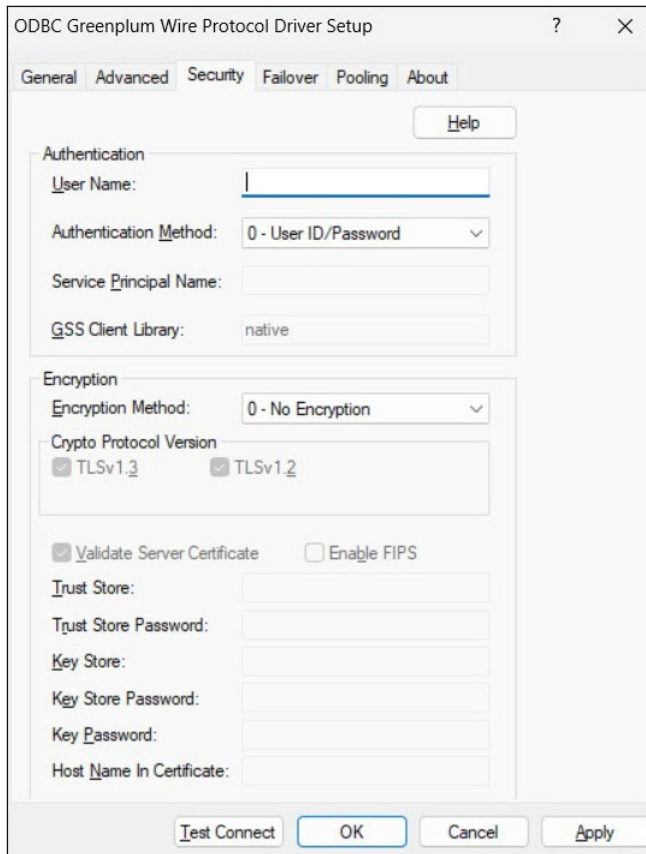 ODBC Greenplum Wire Protocol Driver Setup ? ×
General Advanced Security Failover Pooling About
Help
Authentication
User Name:
Authentication Method: 0 - User ID/Password
Service Principal Name:
GSS Client Library: native
Encryption
Encryption Method: 0 - No Encryption
Crypto Protocol Version
TLSv1.3 TLSv1.2
Validate Server Certificate Enable FIPS
Trust Store:
Trust Store Password:
Key Store:
Key Store Password:
Key Password:
Host Name In Certificate:
Test Connect OK Cancel Apply